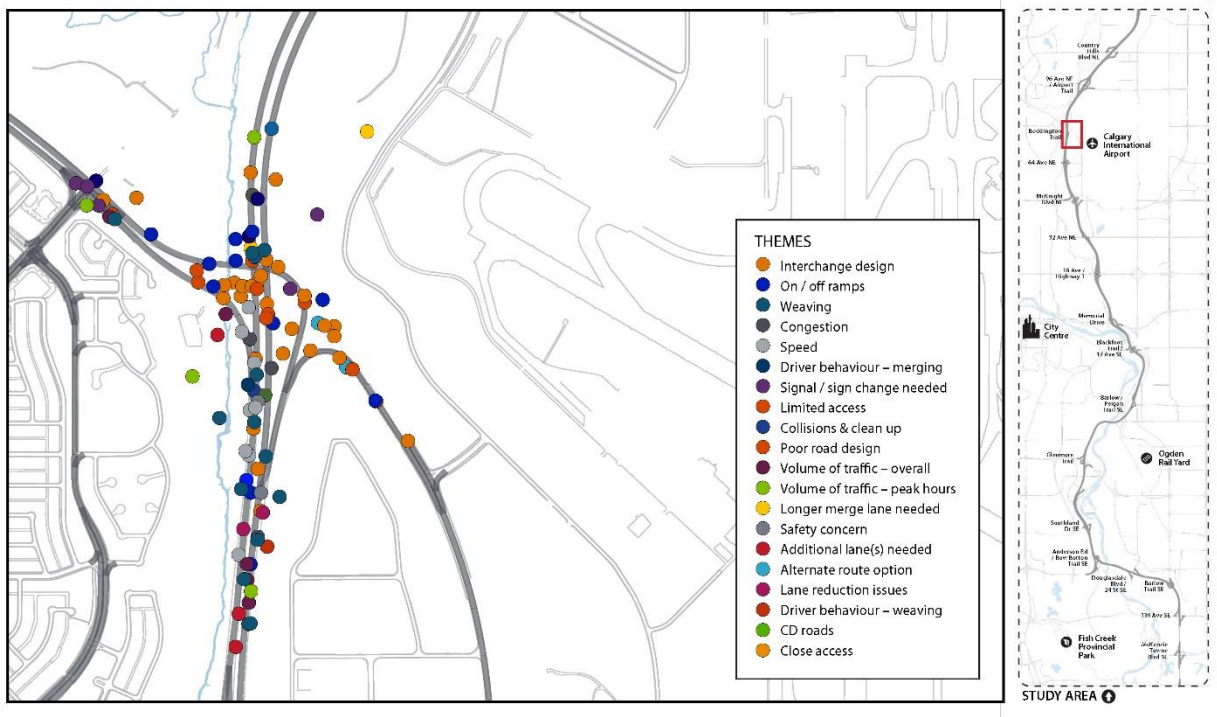 THEMES
Interchange design
On / off ramps
Weaving
Congestion
Speed
Driver behaviour – merging
Signal / sign change needed
Limited access
Collisions & clean up
Poor road design
Volume of traffic – overall
Volume of traffic – peak hours
Longer merge lane needed
Safety concern
Additional lane(s) needed
Alternate route option
Lane reduction issues
Driver behaviour – weaving
CD roads
Close access
Country
Hills
Blvd NE
96 Ave NE
/ Airport
Trail
Beddington
Trail
Calgary
International
Airport
64 Ave NE
McKnight
Blvd NE
32 Ave NE
16 Ave /
Highway 1
Memorial
Drive
City
Centre
Blackfoot
Trail /
17 Ave SE
Barlow /
Peigan
Trail SE
Glenmore
Trail
Ogden
Rail Yard
Southland
Dr SE
Anderson Rd
/ Bow Bottom
Trail SE
Douglasdale
Blvd /
24 St SE
Barlow
Trail SE
130 Ave SE
Fish Creek
Provincial
Park
McKenzie
Towne
Blvd SE
STUDY AREA